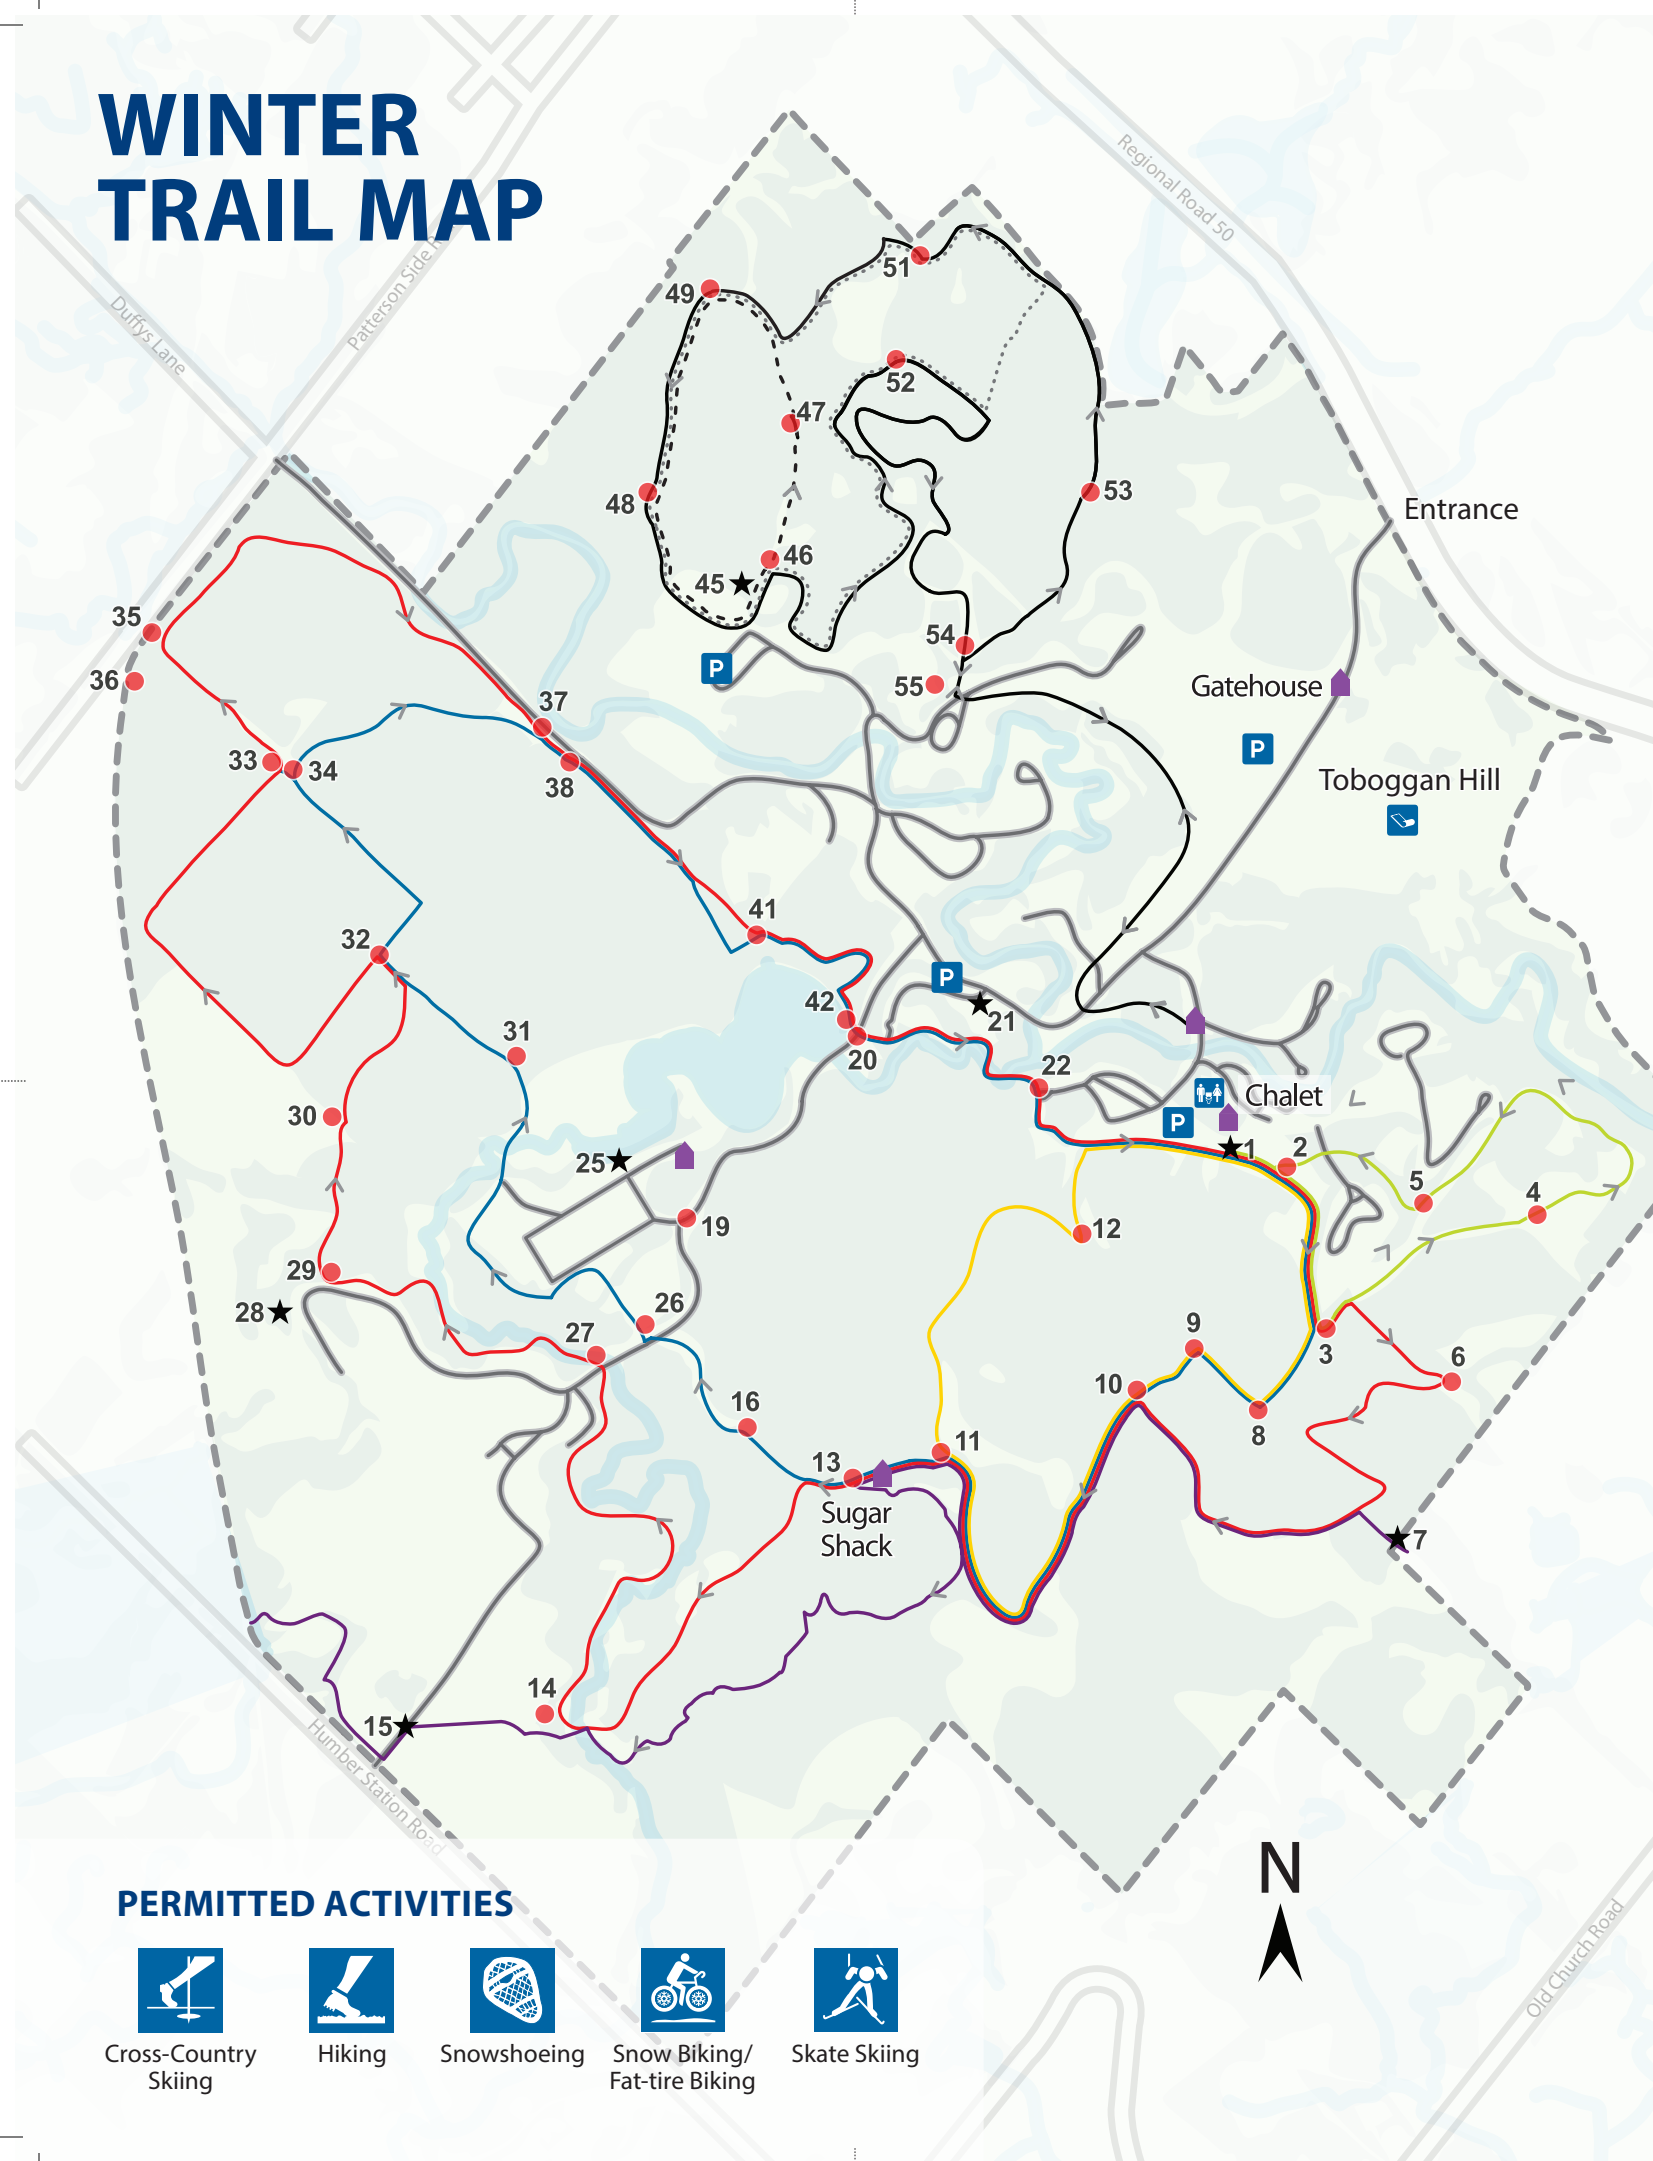 WINTER
TRAIL MAP
Regional Road 50
Duffys Lane
Patterson Side R
51
49
52
47
48
53
Entrance
46
45
35
54
36
P
55
Gatehouse
37
P
33
34
Toboggan Hill
38
41
32
P
42
21
31
20
22
Chalet
30
P
25
1
2
5
4
19
12
29
28
26
27
9
3
6
10
16
8
11
13
Sugar
Shack
7
14
15
Humber Station Road
N
Old Church Road
PERMITTED ACTIVITIES
Cross-Country
Skiing
Hiking
Snowshoeing
Snow Biking/
Fat-tire Biking
Skate Skiing